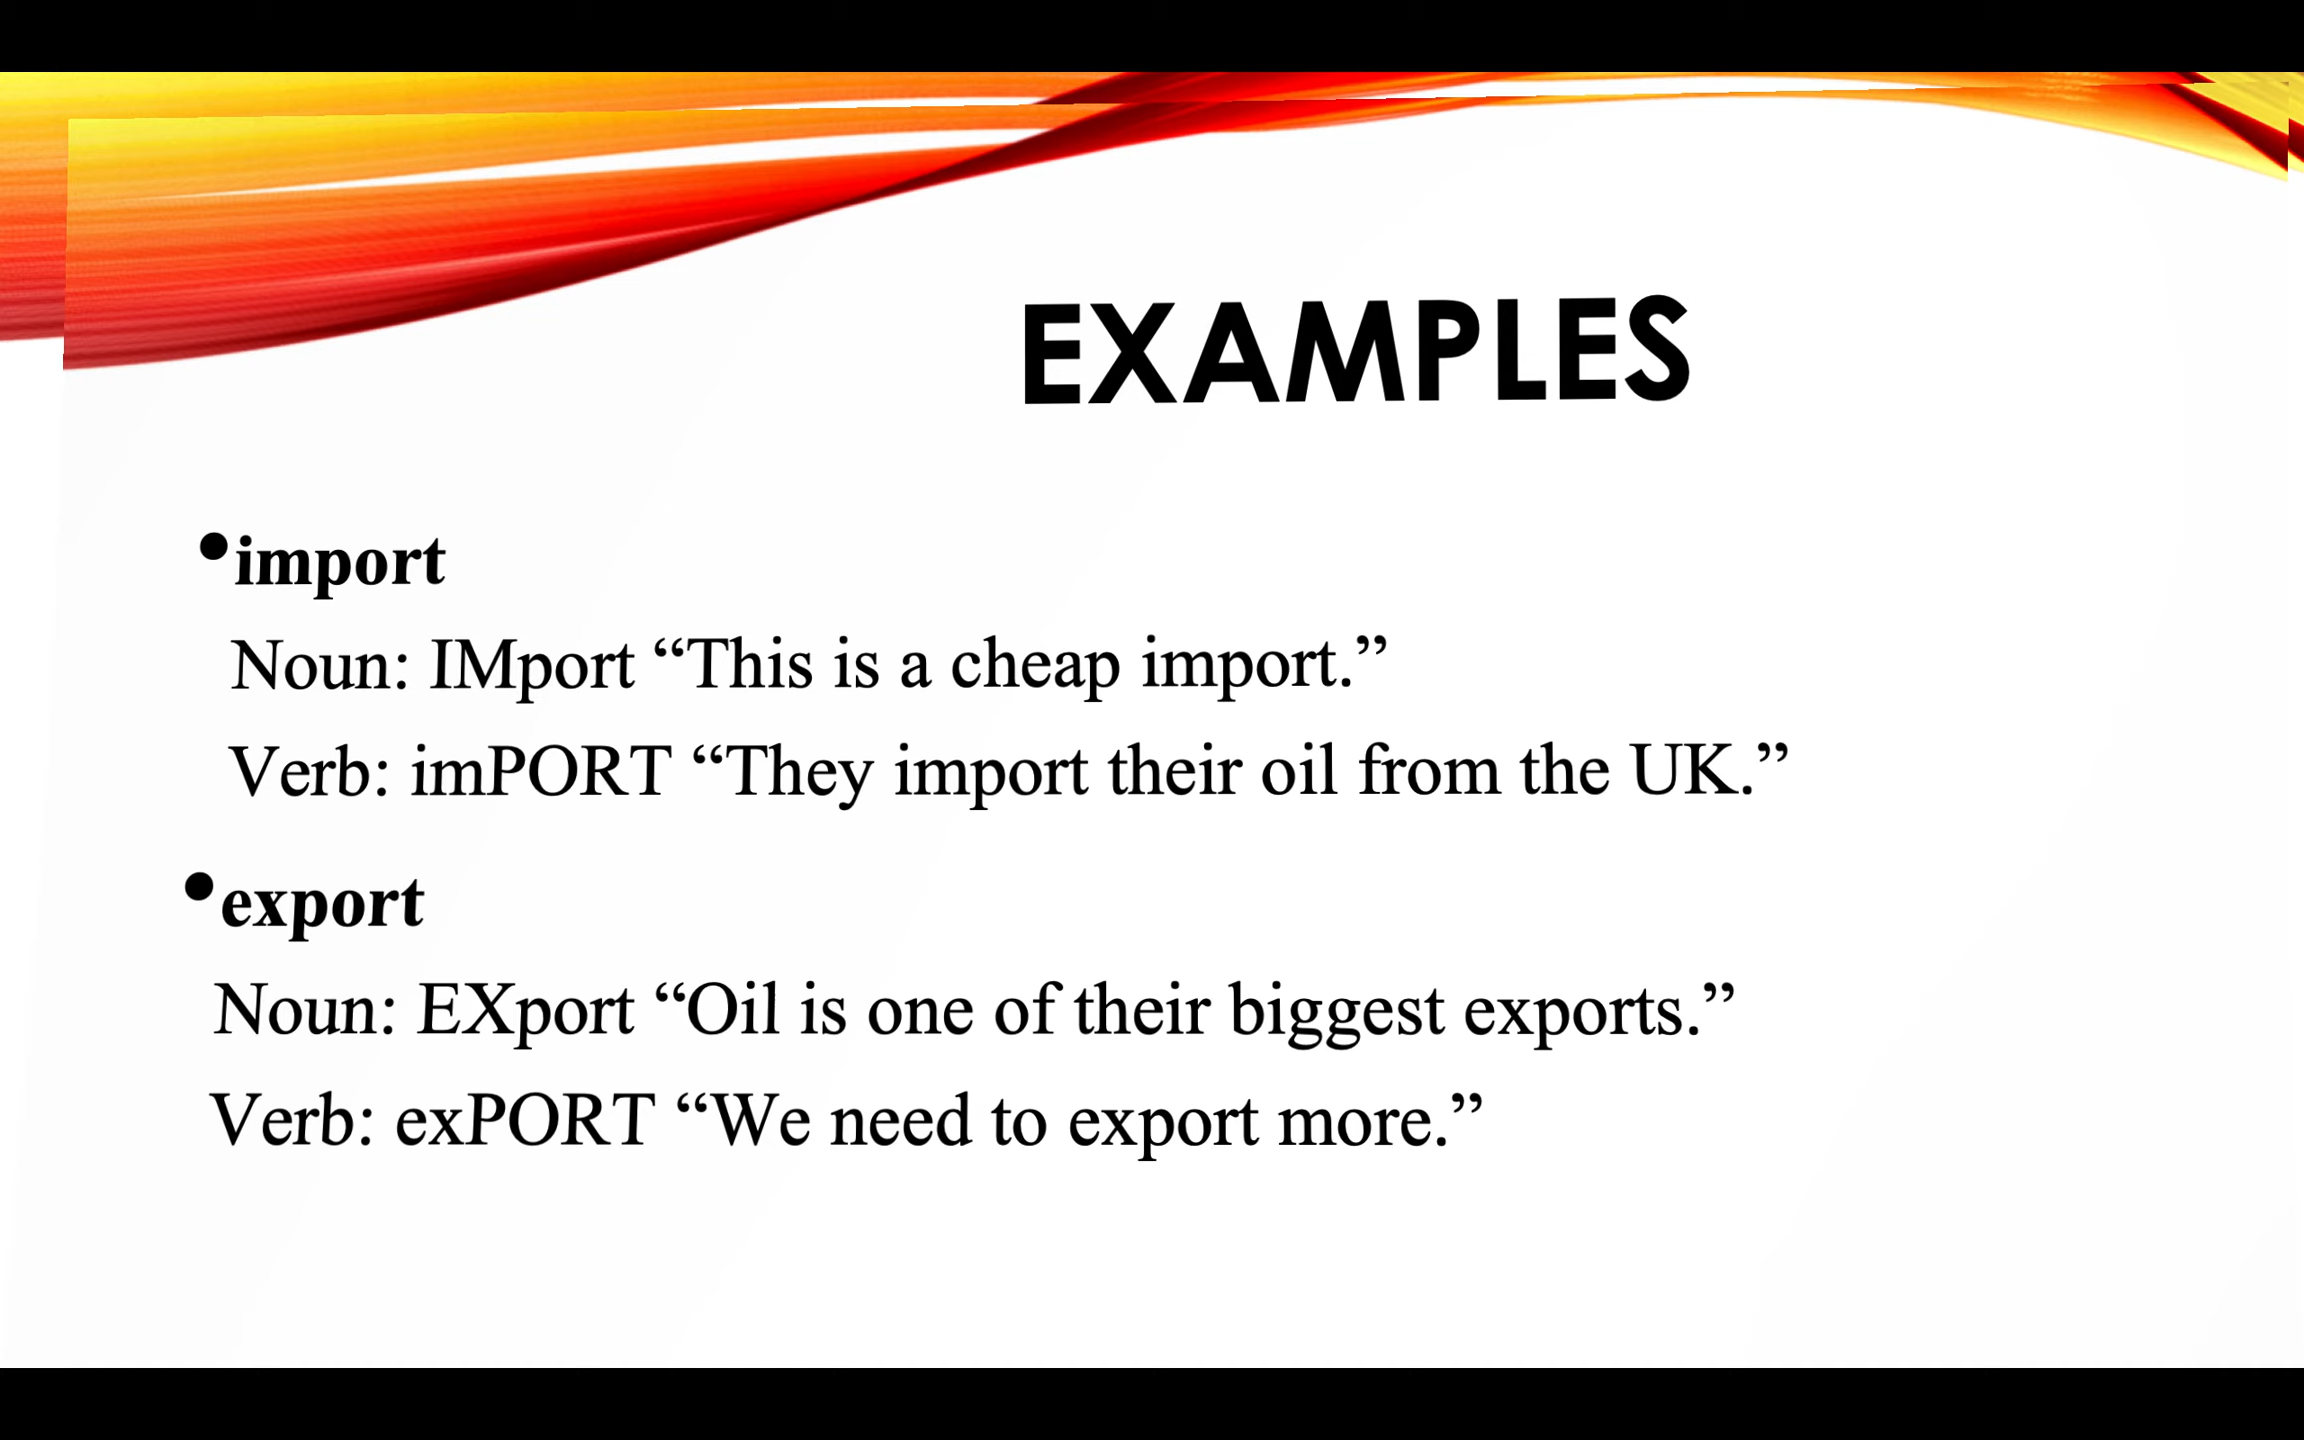 EXAMPLES
•import
Noun: IMport “This is a cheap import.”
Verb: imPORT “They import their oil from the UK.”
•export
Noun: EXport “Oil is one of their biggest exports.”
Verb: exPORT “We need to export more.”